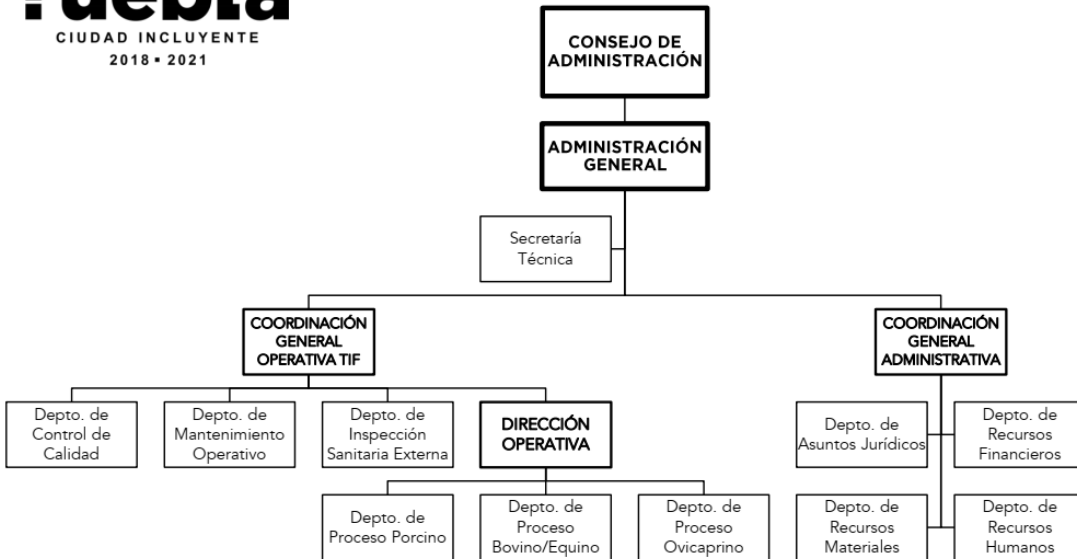 CIUDAD INCLUYENTE
2018 ▪ 2021
CONSEJO DE
ADMINISTRACIÓN
ADMINISTRACIÓN
GENERAL
Secretaría
Técnica
COORDINACIÓN
GENERAL
OPERATIVA TIF
COORDINACIÓN
GENERAL
ADMINISTRATIVA
Depto. de
Control de
Calidad
Depto. de
Mantenimiento
Operativo
Depto. de
Inspección
Sanitaria Externa
DIRECCIÓN
OPERATIVA
Depto. de
Asuntos Jurídicos
Depto. de
Recursos
Financieros
Depto. de
Proceso Porcino
Depto. de
Proceso
Bovino/Equino
Depto. de
Proceso
Ovicaprino
Depto. de
Recursos
Materiales
Depto. de
Recursos
Humanos